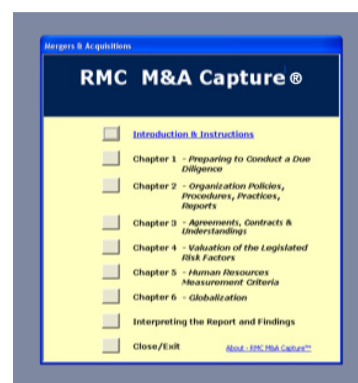 Mergers & Acquisitions
RMC M&A Capture ®
Introduction & Instructions
Chapter 1 - Preparing to Conduct a Due
Diligence
Chapter 2 - Organization Policies,
Procedures, Practices,
Reports
Chapter 3 - Agreements, Contracts &
Understandings
Chapter 4 - Valuation of the Legislated
Risk Factors
Chapter 5 - Human Resources
Measurement Criteria
Chapter 6 - Globalization
Interpreting the Report and Findings
Close/Exit About - RMC M&A Capture™